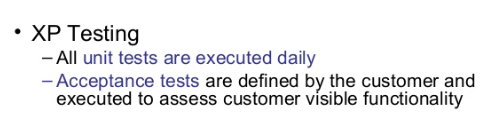 • XP Testing
– All unit tests are executed daily
– Acceptance tests are defined by the customer and
executed to assess customer visible functionality